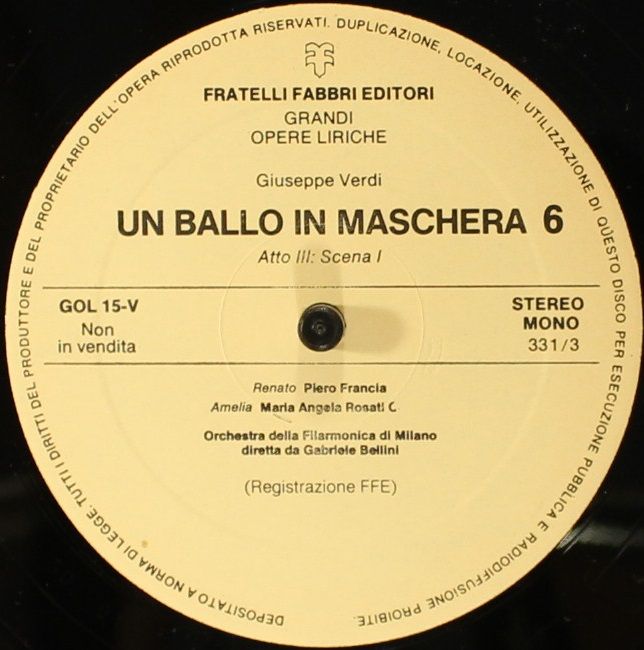 DEPOSITATO A NORMA DI LEGGE. TUTTI I DIRITTI DEL PRODUTTORE E DEL PROPRIETARIO DELL'OPERA RIPRODOTTA RISERVATI. DUPLICAZIONE, LOCAZIONE, UTILIZZAZIONE DI QUESTO DISCO PER ESECUZIONE PUBBLICA E RADIODIFFUSIONE PROIBITE.
FRATELLI FABBRI EDITORI
GRANDI
OPERE LIRICHE
Giuseppe Verdi
UN BALLO IN MASCHERA 6
Atto III: Scena I
GOL 15-V
Non
in vendita
STEREO
MONO
331/3
Renato Piero Francia
Amelia Maria Angela Rosati C
Orchestra della Filarmonica di Milano
diretta da Gabriele Bellini
(Registrazione FFE)